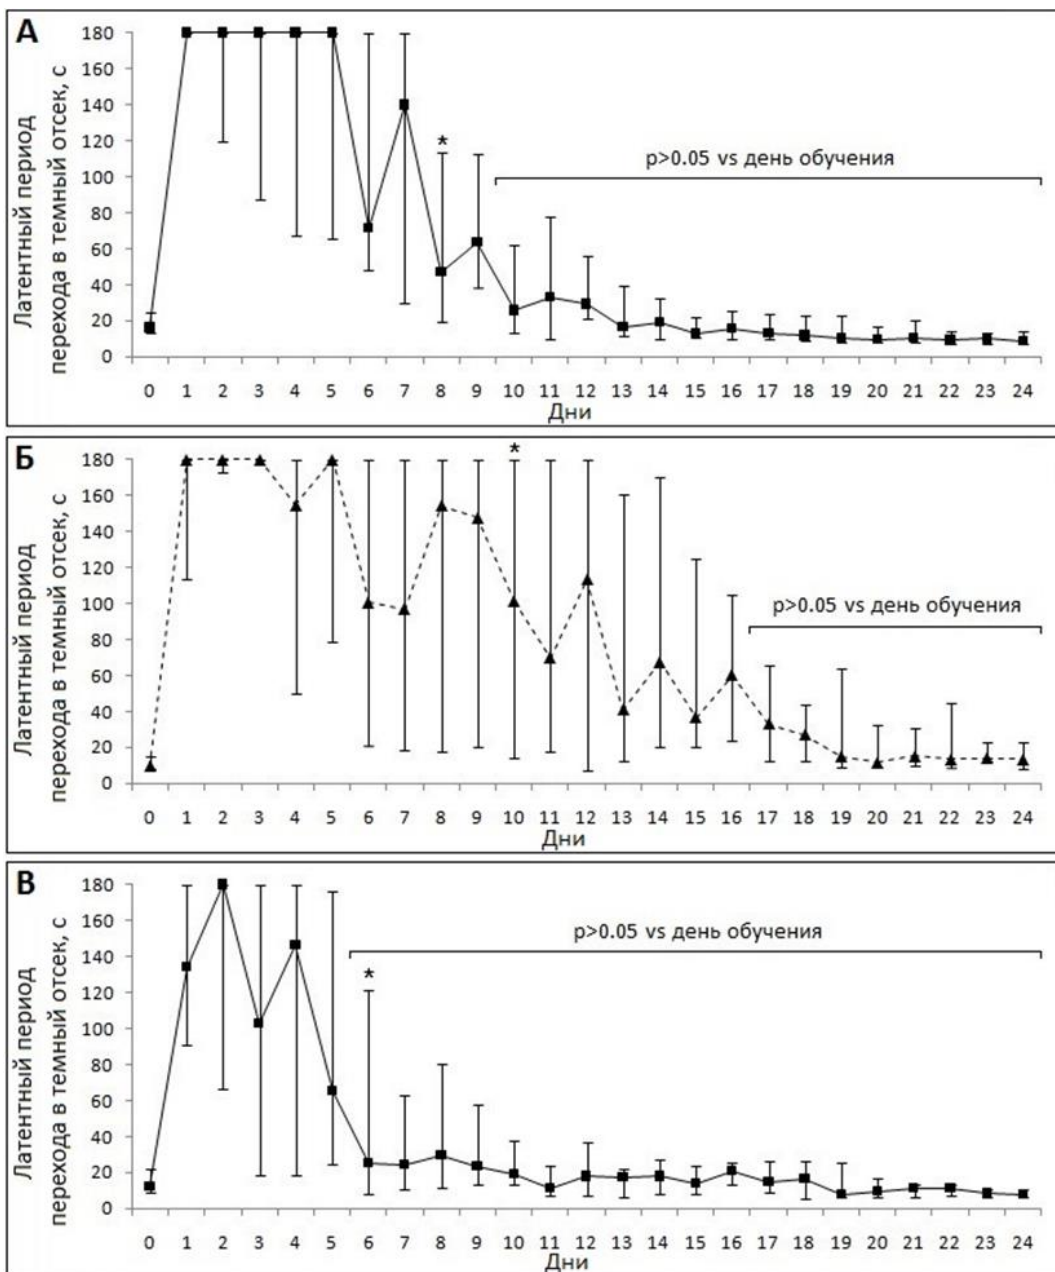 А
Латентный период
перехода в темный отсек, с
180
160
140
120
100
80
60
40
20
0
*
p>0.05 vs день обучения
0 1 2 3 4 5 6 7 8 9 10 11 12 13 14 15 16 17 18 19 20 21 22 23 24
Дни
Б
Латентный период
перехода в темный отсек, с
180
160
140
120
100
80
60
40
20
0
*
p>0.05 vs день обучения
0 1 2 3 4 5 6 7 8 9 10 11 12 13 14 15 16 17 18 19 20 21 22 23 24
Дни
В
Латентный период
перехода в темный отсек, с
180
160
140
120
100
80
60
40
20
0
*
p>0.05 vs день обучения
0 1 2 3 4 5 6 7 8 9 10 11 12 13 14 15 16 17 18 19 20 21 22 23 24
Дни